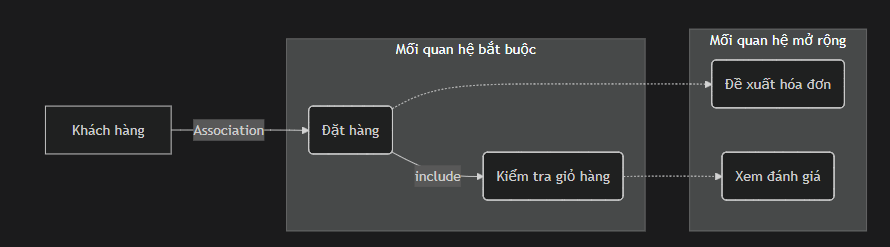 Mối quan hệ bắt buộc
Mối quan hệ mở rộng
Đề xuất hóa đơn
Khách hàng
Association
Đặt hàng
include
Kiểm tra giỏ hàng
Xem đánh giá